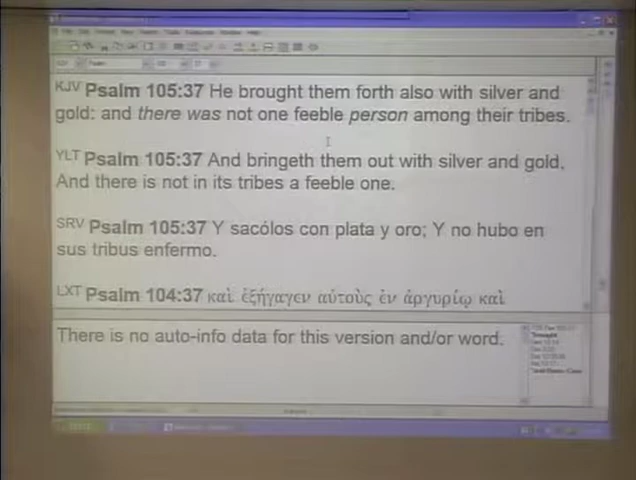 KJV Psalm 105:37 He brought them forth also with silver and
gold: and there was not one feeble person among their tribes.
YLT Psalm 105:37 And bringeth them out with silver and gold,
And there is not in its tribes a feeble one.
SRV Psalm 105:37 Y sacólos con plata y oro; Y no hubo en
sus tribus enfermo.
LXT Psalm 104:37 καὶ ἐξήγαγεν αὐτοὺς ἐν ἀργυρίῳ καὶ
There is no auto-info data for this version and/or word.